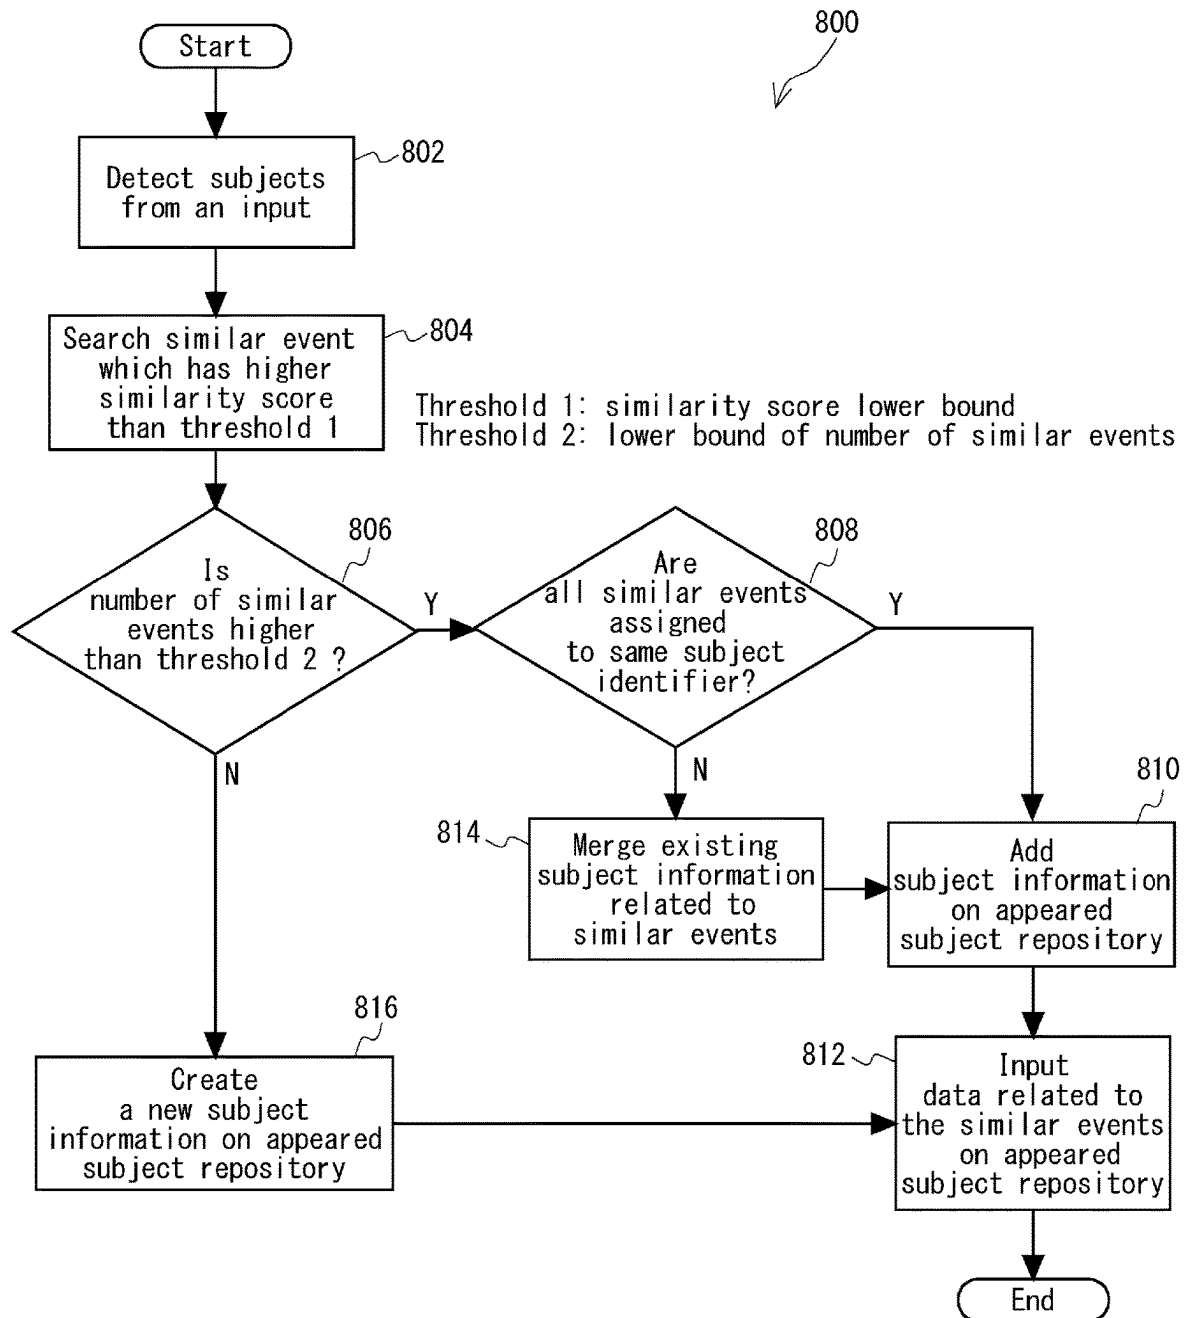 800
Start
802
Detect subjects
from an input
804
Search similar event
which has higher
similarity score
than threshold 1
Threshold 1: similarity score lower bound
Threshold 2: lower bound of number of similar events
806
Is
number of similar
events higher
than threshold 2 ?
Y
N
808
Are
all similar events
assigned
to same subject
identifier?
Y
N
814
Merge existing
subject information
related to
similar events
810
Add
subject information
on appeared
subject repository
816
Create
a new subject
information on appeared
subject repository
812
Input
data related to
the similar events
on appeared
subject repository
End